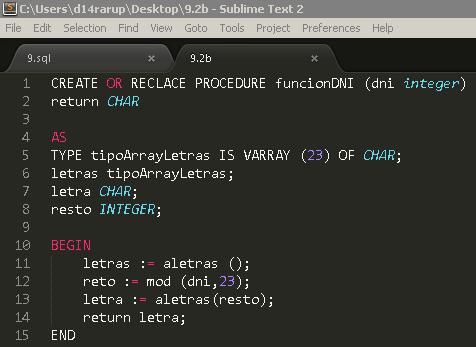 C:\Users\d14rarup\Desktop\9.2b - Sublime Text 2
File Edit Selection Find View Goto Tools Project Preferences Help
9.sql × 9.2b ×
1 CREATE OR RECLACE PROCEDURE funcionDNI (dni integer)
2 return CHAR
3
4 AS
5 TYPE tipoArrayLetras IS VARRAY (23) OF CHAR;
6 letras tipoArrayLetras;
7 letra CHAR;
8 resto INTEGER;
9
10 BEGIN
11 letras := aletras ();
12 reto := mod (dni,23);
13 letra := aletras(resto);
14 return letra;
15 END